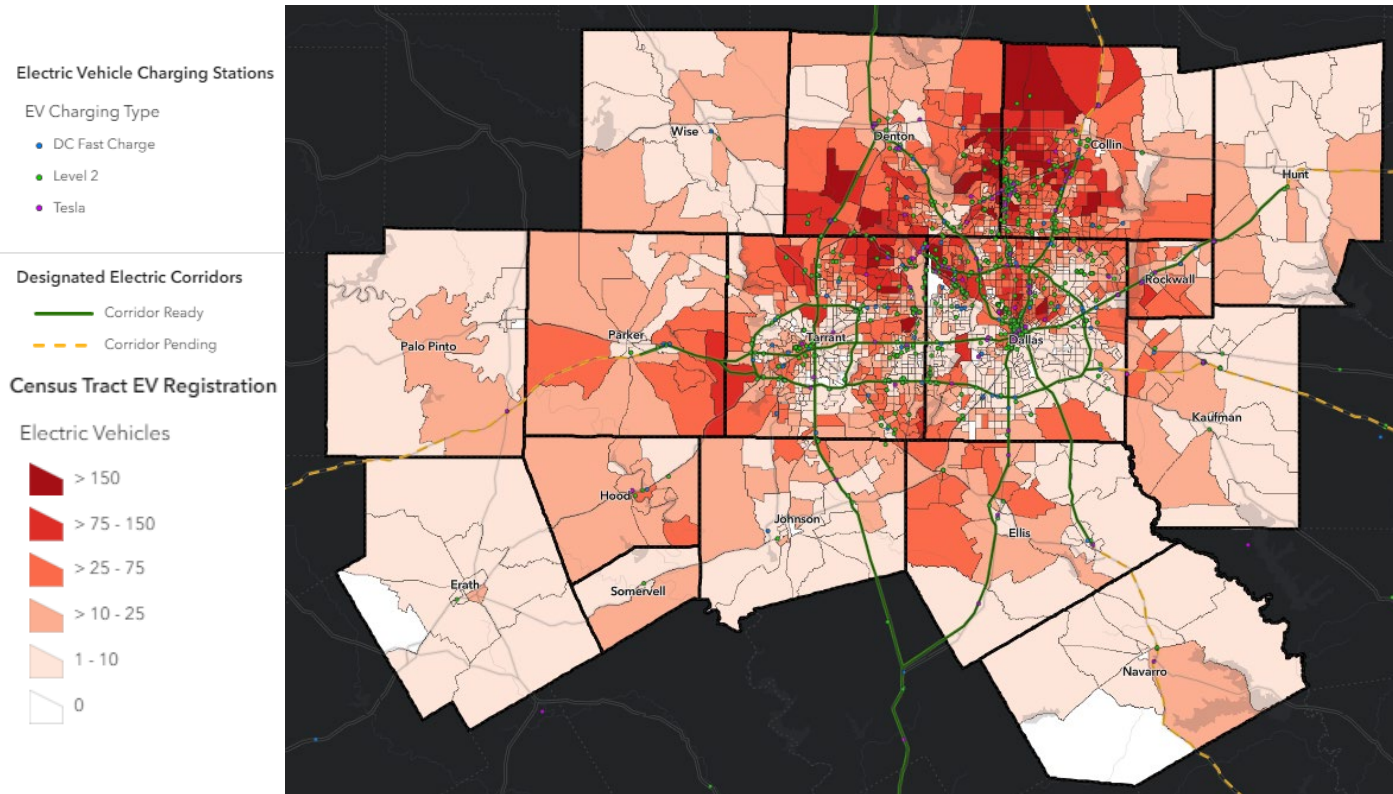 Electric Vehicle Charging Stations
EV Charging Type
DC Fast Charge
Level 2
Tesla
Designated Electric Corridors
Corridor Ready
Corridor Pending
Census Tract EV Registration
Electric Vehicles
> 150
> 75 - 150
> 25 - 75
> 10 - 25
1 - 10
0
Wise
Denton
Collin
Hunt
Rockwall
Parker
Palo Pinto
Tarrant
Dallas
Kaufman
Hood
Johnson
Ellis
Erath
Somervell
Navarro